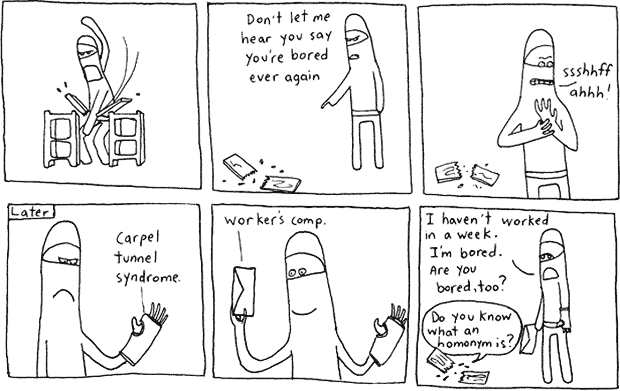 Don't let me
hear you say
you're bored
ever again
ssshhff
ahhh!
Later
Carpel
tunnel
syndrome.
Worker's comp.
I haven't worked
in a week.
I'm bored.
Are you
bored, too?
Do you know
what an
homonym is?